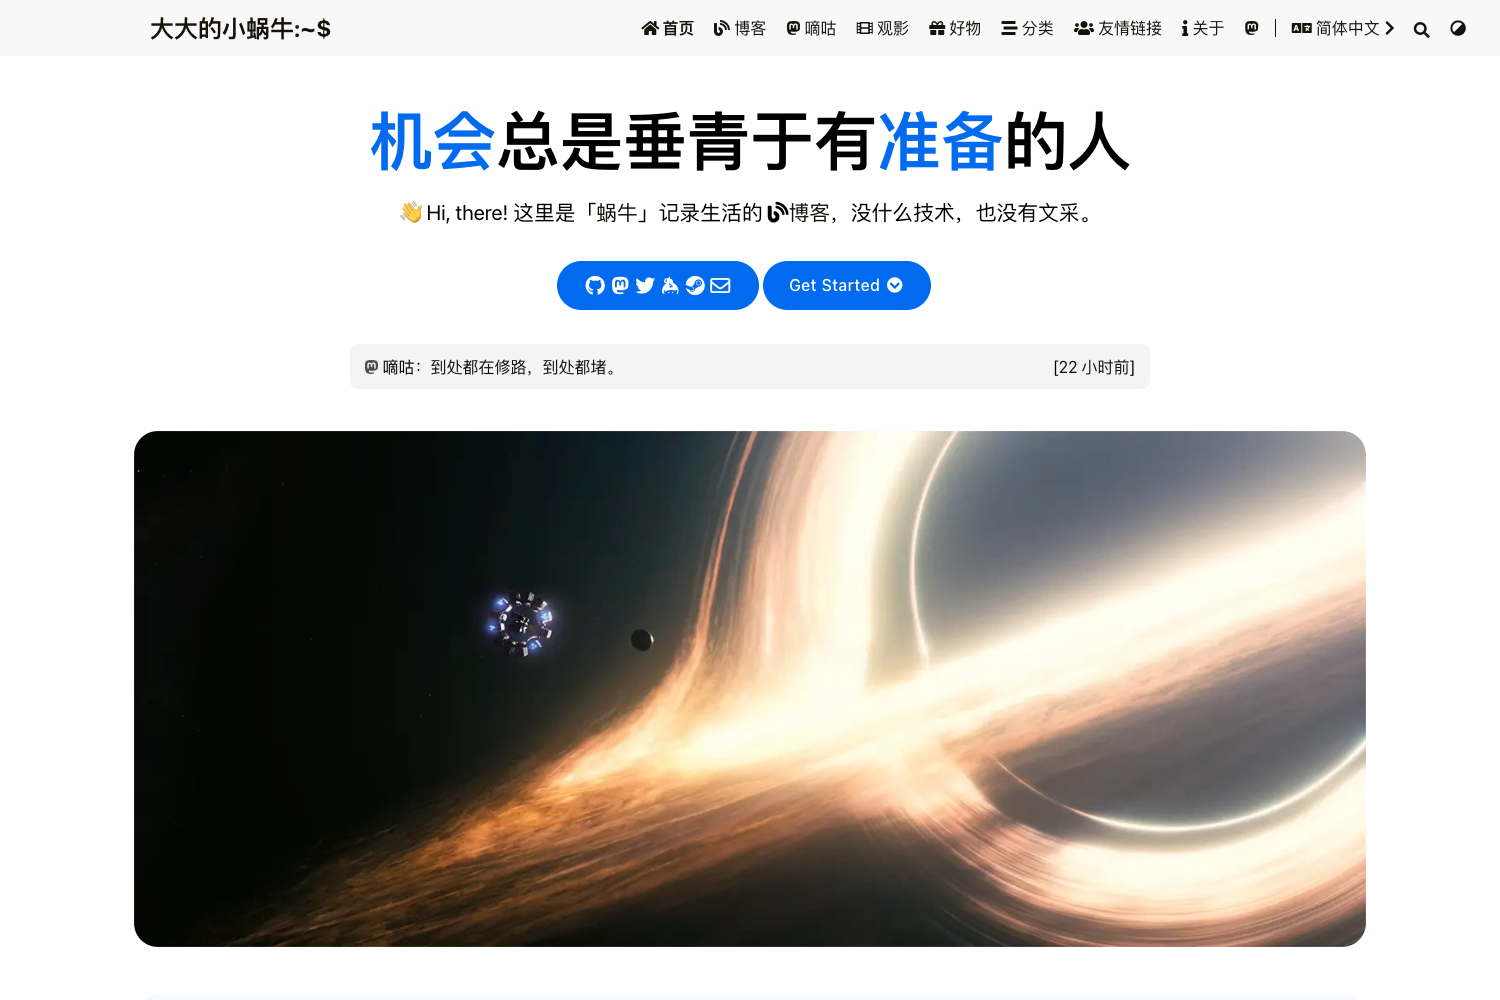 大大的小蜗牛:~$
首页 博客 嘀咕 观影 好物 分类 友情链接 关于 简体中文
机会总是垂青于有准备的人
👋 Hi, there! 这里是「蜗牛」记录生活的 博客，没什么技术，也没有文采。
Get Started
嘀咕：到处都在修路，到处都堵。 [22 小时前]